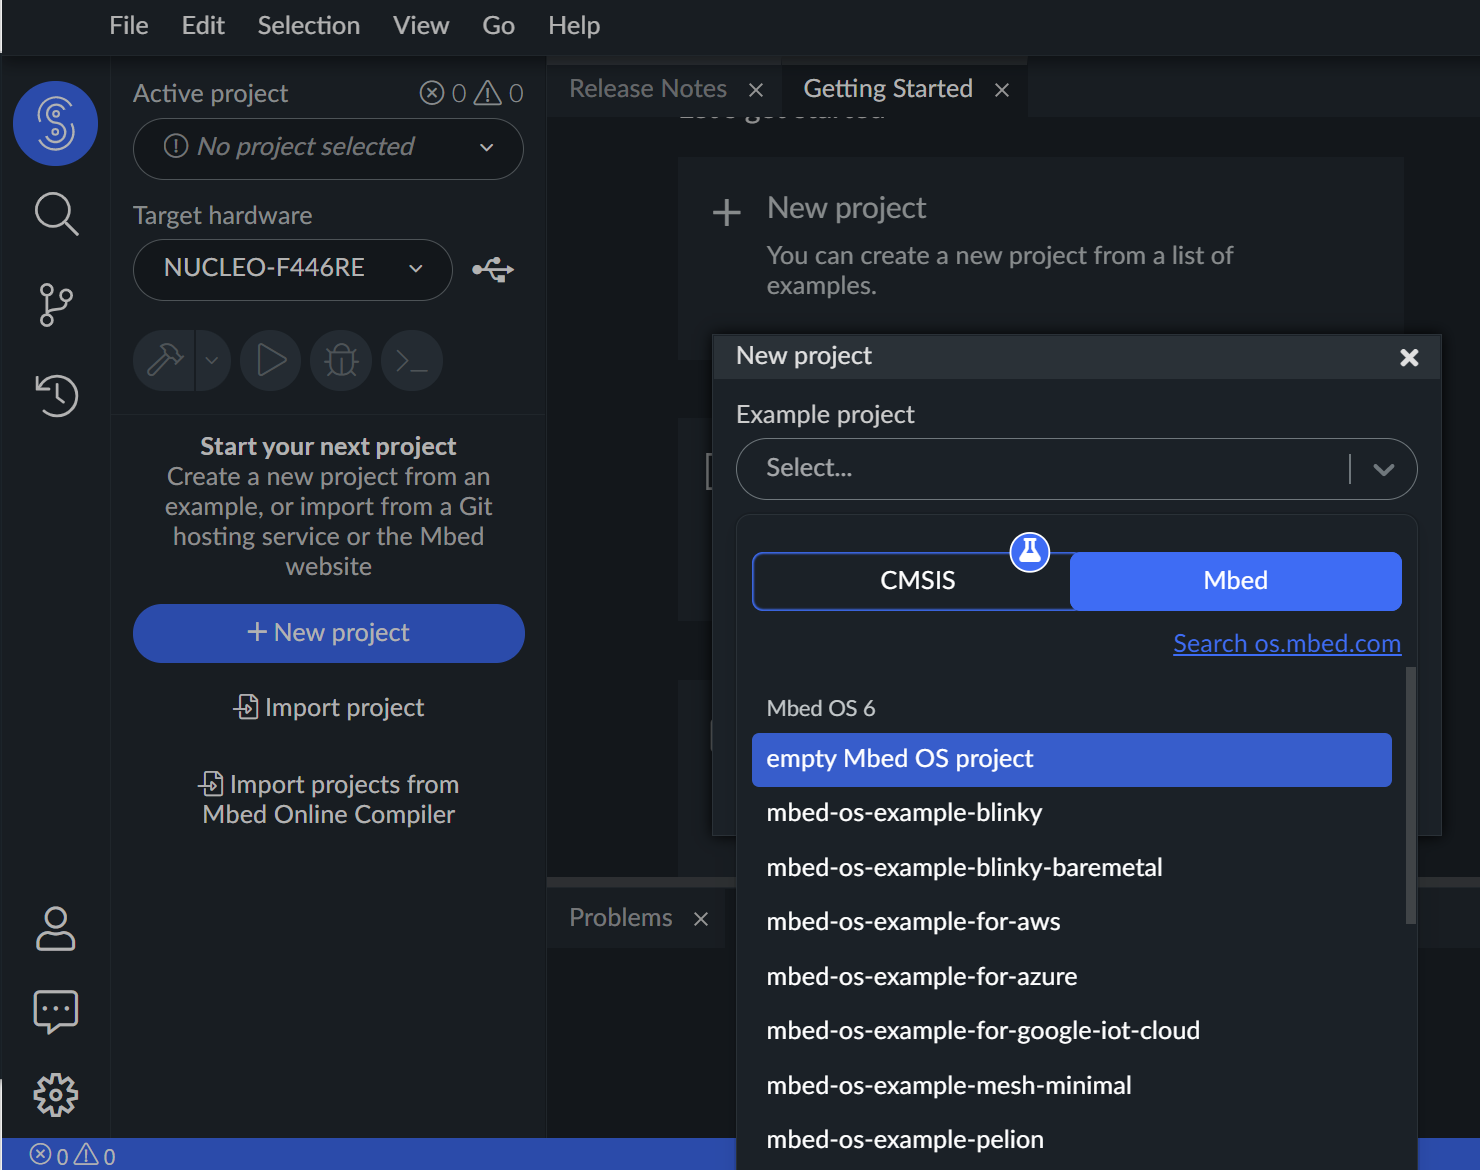 File Edit Selection View Go Help
Active project 0 0
No project selected
Target hardware
NUCLEO-F446RE
Start your next project
Create a new project from an
example, or import from a Git
hosting service or the Mbed
website
New project
Import project
Import projects from
Mbed Online Compiler
0 0
Release Notes Getting Started
Let's get started
New project
You can create a new project from a list of
examples.
New project
Example project
Select...
CMSIS Mbed
Search os.mbed.com
Mbed OS 6
empty Mbed OS project
mbed-os-example-blinky
mbed-os-example-blinky-baremetal
mbed-os-example-for-aws
mbed-os-example-for-azure
mbed-os-example-for-google-iot-cloud
mbed-os-example-mesh-minimal
mbed-os-example-pelion
Problems